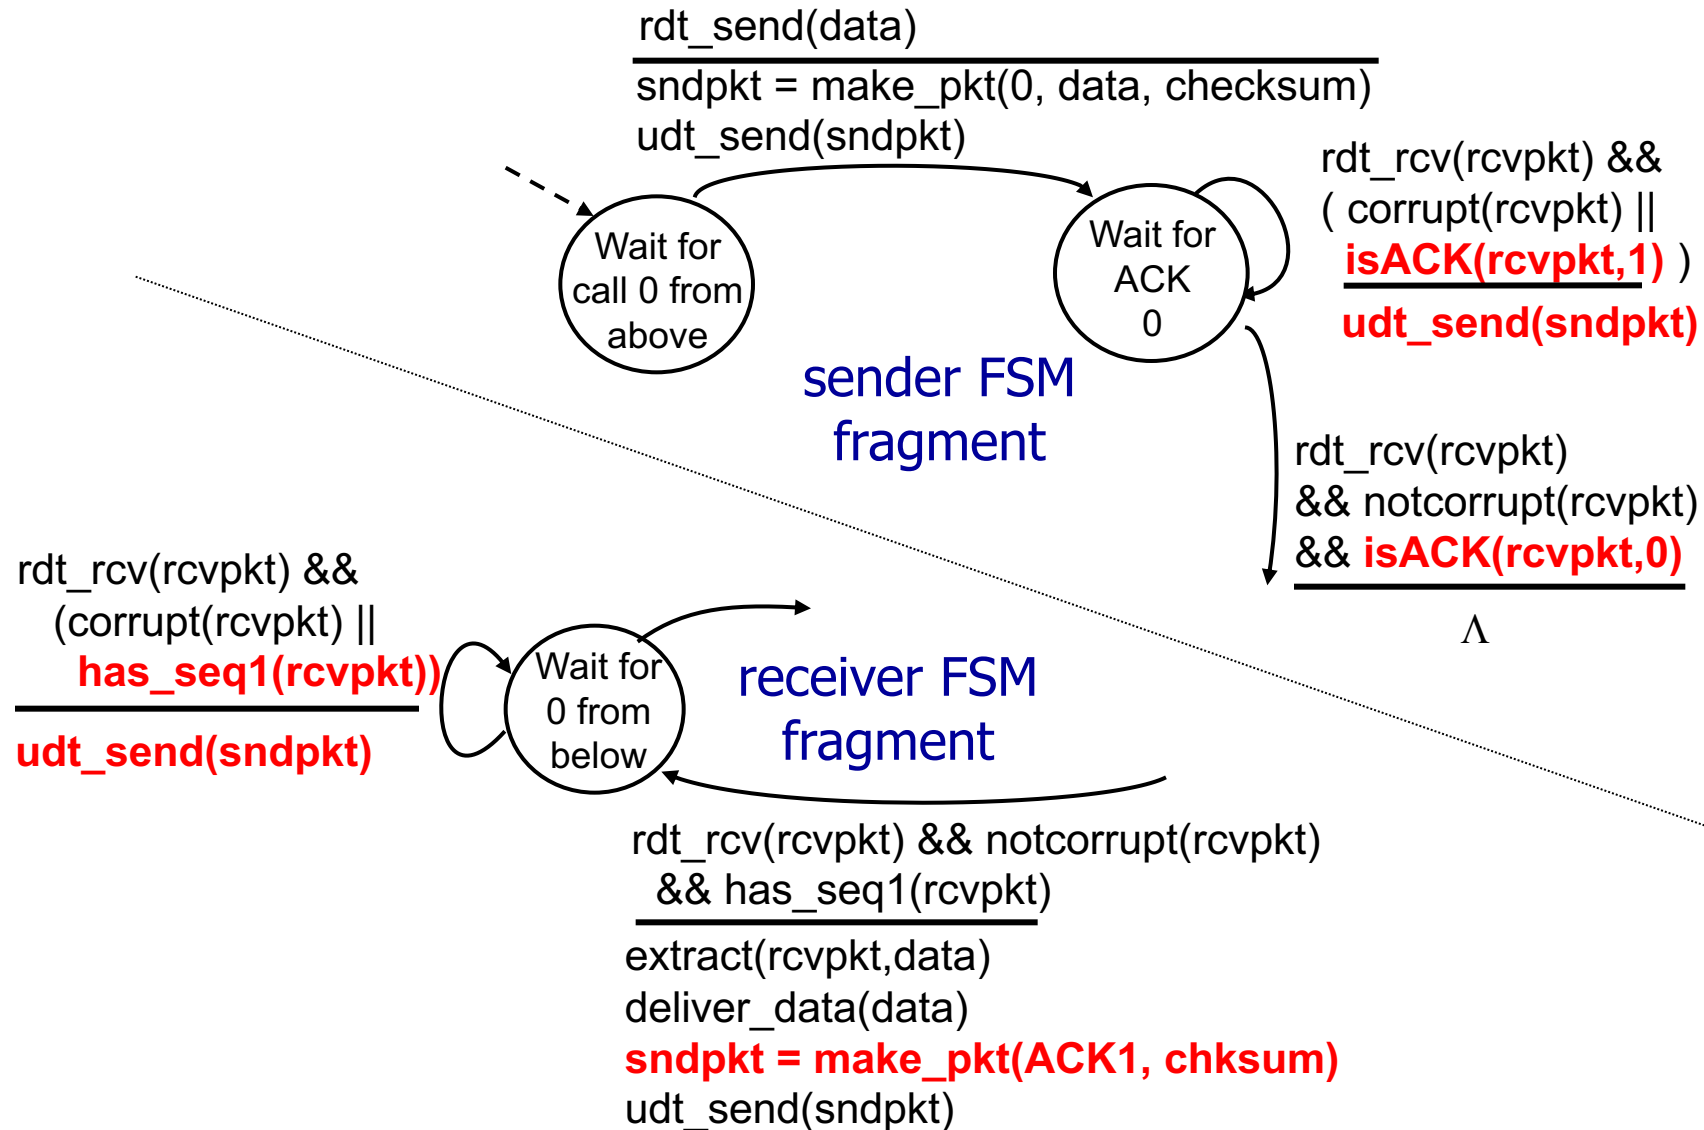 rdt_send(data)
sndpkt = make_pkt(0, data, checksum)
udt_send(sndpkt)
Wait for
call 0 from
above
Wait for
ACK
0
rdt_rcv(rcvpkt) &&
( corrupt(rcvpkt) ||
isACK(rcvpkt,1) )
udt_send(sndpkt)
sender FSM
fragment
rdt_rcv(rcvpkt)
&& notcorrupt(rcvpkt)
&& isACK(rcvpkt,0)
Λ
rdt_rcv(rcvpkt) &&
(corrupt(rcvpkt) ||
has_seq1(rcvpkt))
udt_send(sndpkt)
Wait for
0 from
below
receiver FSM
fragment
rdt_rcv(rcvpkt) && notcorrupt(rcvpkt)
&& has_seq1(rcvpkt)
extract(rcvpkt,data)
deliver_data(data)
sndpkt = make_pkt(ACK1, chksum)
udt_send(sndpkt)